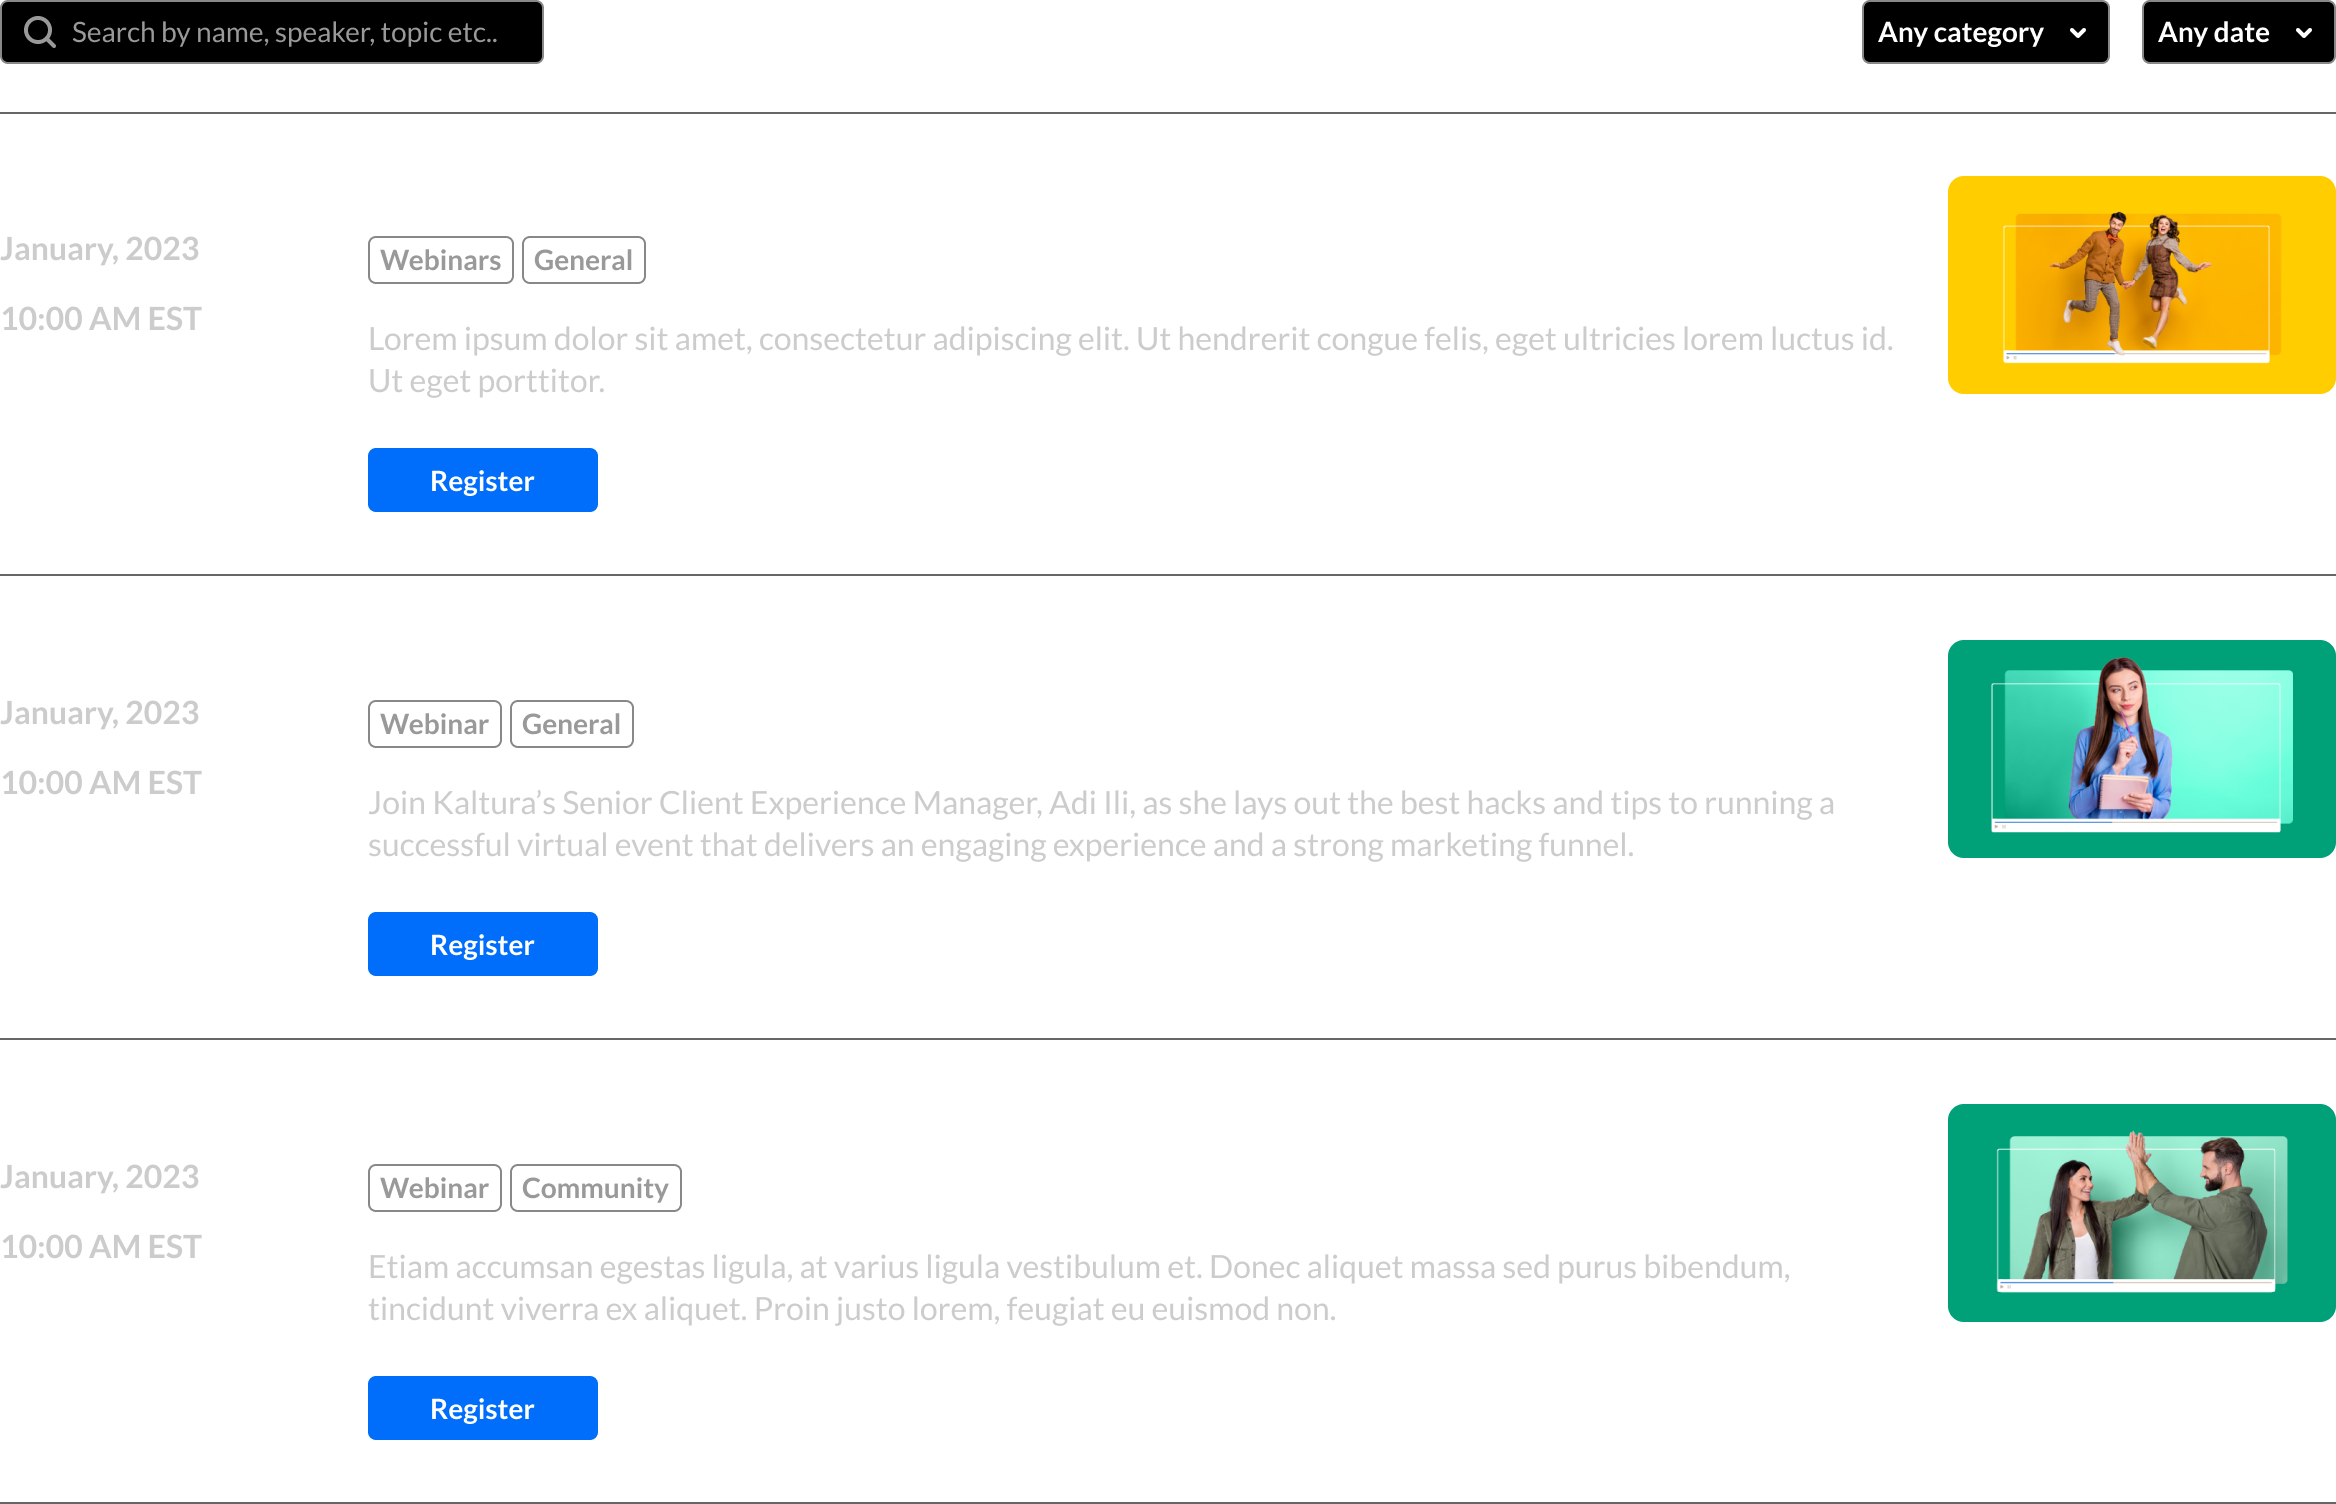 Search by name, speaker, topic etc..
Any category
Any date
January, 2023
10:00 AM EST
Webinars
General
Lorem ipsum dolor sit amet, consectetur adipiscing elit. Ut hendrerit congue felis, eget ultricies lorem luctus id.
Ut eget porttitor.
Register
January, 2023
10:00 AM EST
Webinar
General
Join Kaltura’s Senior Client Experience Manager, Adi Ili, as she lays out the best hacks and tips to running a
successful virtual event that delivers an engaging experience and a strong marketing funnel.
Register
January, 2023
10:00 AM EST
Webinar
Community
Etiam accumsan egestas ligula, at varius ligula vestibulum et. Donec aliquet massa sed purus bibendum,
tincidunt viverra ex aliquet. Proin justo lorem, feugiat eu euismod non.
Register